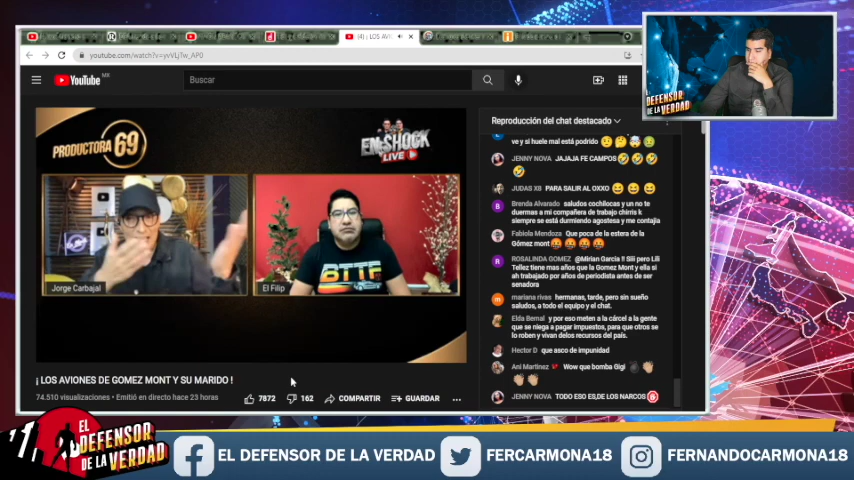 (4) ¡ LOS AVI
youtube.com/watch?v=yvVLjTw_AP0
YouTube MX
Buscar
PRODUCTORA 69
EN SHOCK
LIVE
Jorge Carbajal
El Filip
BTTF
¡ LOS AVIONES DE GOMEZ MONT Y SU MARIDO !
74.510 visualizaciones • Emitió en directo hace 23 horas
7872
162
COMPARTIR
GUARDAR
Reproducción del chat destacado
ve y si huele mal está podrido
JENNY NOVA JAJAJA FE CAMPOS
JUDAS XB PARA SALIR AL OXXO
Brenda Alvarado saludos cochilocas y un no te
duermas a mi compañera de trabajo chirris k
siempre se está durmiendo agostesa y me contajia
Fabiola Mendoza Que poca de la estera de la
Gómez mont
ROSALINDA GOMEZ @Mirian Garcia !! Siii pero Lili
Tellez tiene mas años que la Gomez Mont y ella si
ah trabajado por años de periodista antes de ser
senadora
mariana rivas hermanas, tarde, pero sin sueño
saludos, a todo el equipo y el chat.
Elda Bernal y por eso meten a la cárcel a la gente
que se niega a pagar impuestos, para que otros se
lo roben y vivan delos recursos del país.
Hector D que asco de impunidad
Ani Martinez Wow que bomba Gigi
JENNY NOVA TODO ESO ES,DE LOS NARCOS
EL DEFENSOR
DE LA VERDAD
EL DEFENSOR
DE LA VERDAD
EL DEFENSOR DE LA VERDAD
FERCARMONA18
FERNANDOCARMONA18